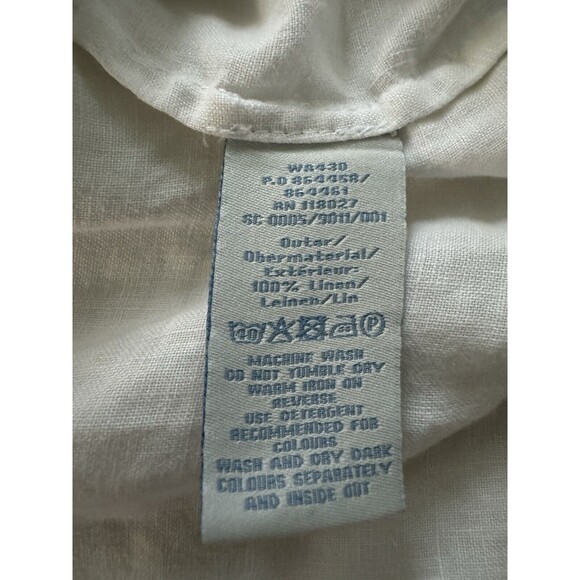 WA430
P.O 864458/
864461
RN 118027
SC-0005/9011/001
Outer/
Obermaterial/
Extérieur:
100% Linen/
Leinen/Lin
40 P
MACHINE WASH
DO NOT TUMBLE DRY
WARM IRON ON
REVERSE
USE DETERGENT
RECOMMENDED FOR
COLOURS
WASH AND DRY DARK
COLOURS SEPARATELY
AND INSIDE OUT